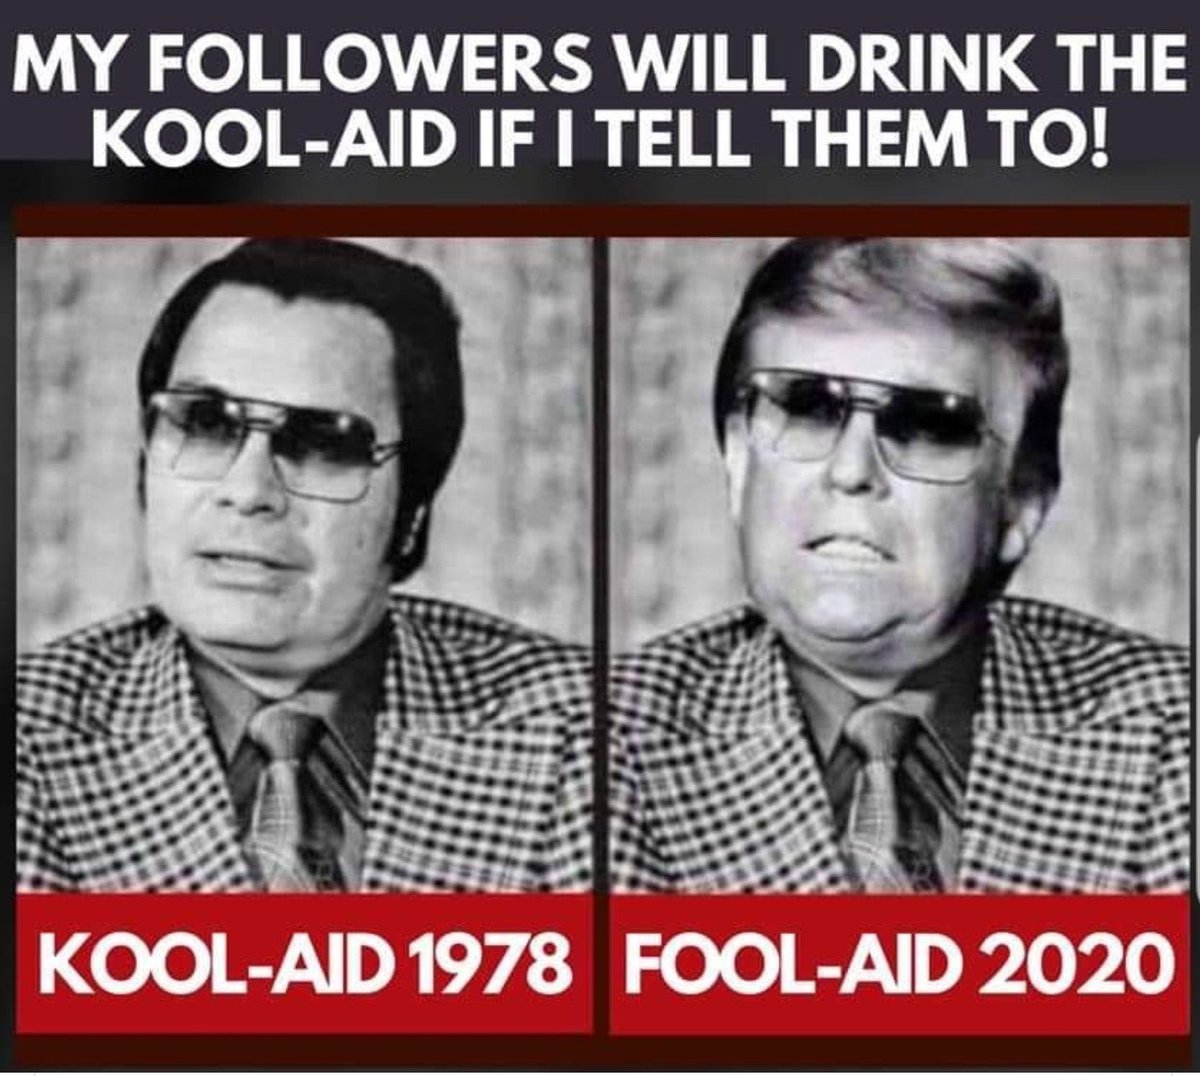 MY FOLLOWERS WILL DRINK THE
KOOL-AID IF I TELL THEM TO!
KOOL-AID 1978
FOOL-AID 2020